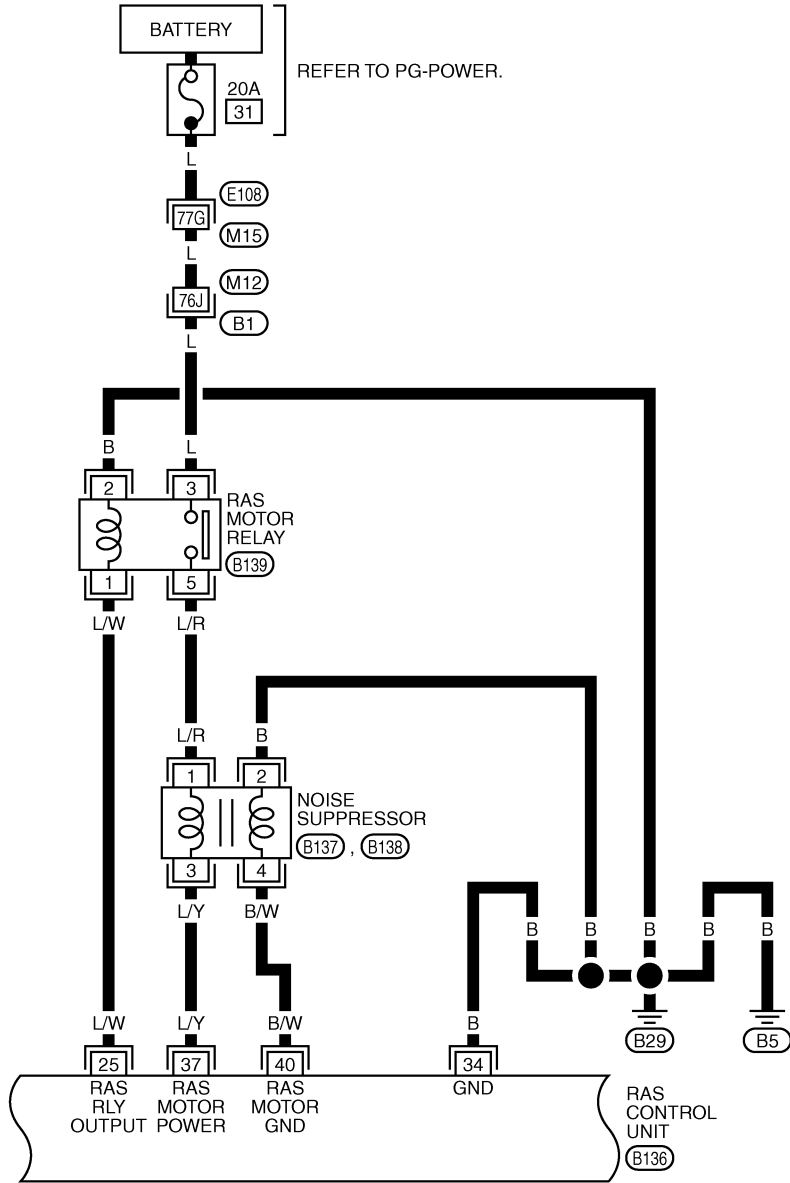 BATTERY
REFER TO PG-POWER.
20A
31
L
E108
77G
M15
L
M12
76J
B1
L
B
L
2
3
RAS
MOTOR
RELAY
B139
1
5
L/W
L/R
L/R
B
1
2
NOISE
SUPPRESSOR
B137 , B138
3
4
L/Y
B/W
B
B
B
B
B
L/W
L/Y
B/W
B
B29
B5
25
37
40
34
RAS
RLY
OUTPUT
RAS
MOTOR
POWER
RAS
MOTOR
GND
GND
RAS
CONTROL
UNIT
B136